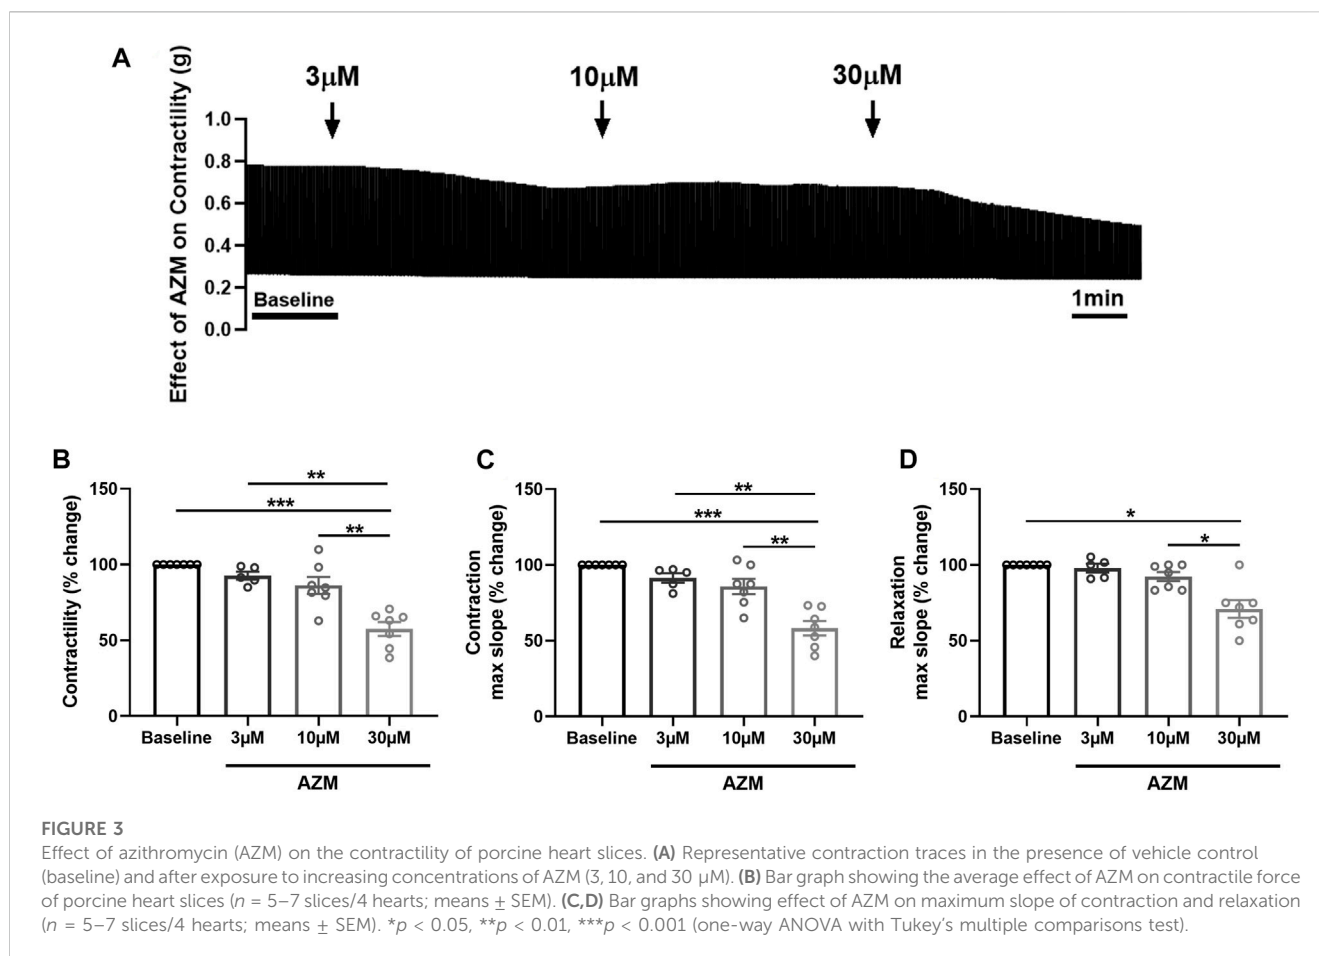 A
3µM
10µM
30µM
Effect of AZM on Contractility (g)
1.0
0.8
0.6
0.4
0.2
0.0
Baseline
1min
B
Contractility (% change)
150
100
50
0
**
***
**
Baseline
3µM
10µM
30µM
AZM
C
Contraction
max slope (% change)
150
100
50
0
**
***
**
Baseline
3µM
10µM
30µM
AZM
D
Relaxation
max slope (% change)
150
100
50
0
*
*
Baseline
3µM
10µM
30µM
AZM
FIGURE 3
Effect of azithromycin (AZM) on the contractility of porcine heart slices. (A) Representative contraction traces in the presence of vehicle control
(baseline) and after exposure to increasing concentrations of AZM (3, 10, and 30 µM). (B) Bar graph showing the average effect of AZM on contractile force
of porcine heart slices (n = 5–7 slices/4 hearts; means ± SEM). (C,D) Bar graphs showing effect of AZM on maximum slope of contraction and relaxation
(n = 5–7 slices/4 hearts; means ± SEM). *p < 0.05, **p < 0.01, ***p < 0.001 (one-way ANOVA with Tukey's multiple comparisons test).